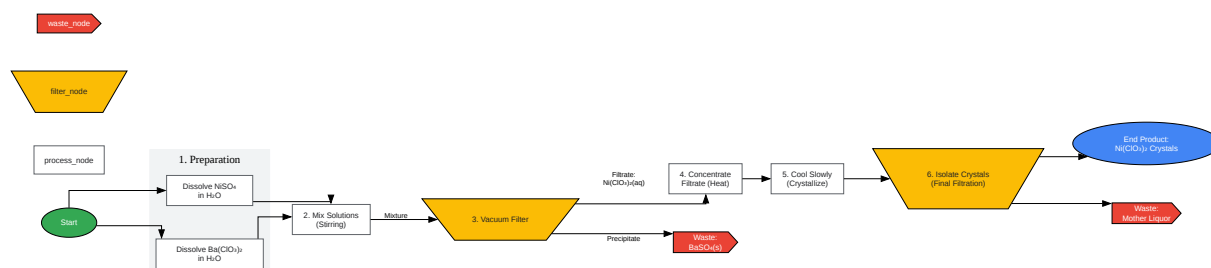 waste_node
filter_node
process_node
1. Preparation
Dissolve NiSO₄
in H₂O
Start
Dissolve Ba(ClO₃)₂
in H₂O
2. Mix Solutions
(Stirring)
Mixture
3. Vacuum Filter
Filtrate:
Ni(ClO₃)₂(aq)
Precipitate
4. Concentrate
Filtrate (Heat)
Waste:
BaSO₄(s)
5. Cool Slowly
(Crystallize)
6. Isolate Crystals
(Final Filtration)
End Product:
Ni(ClO₃)₂ Crystals
Waste:
Mother Liquor